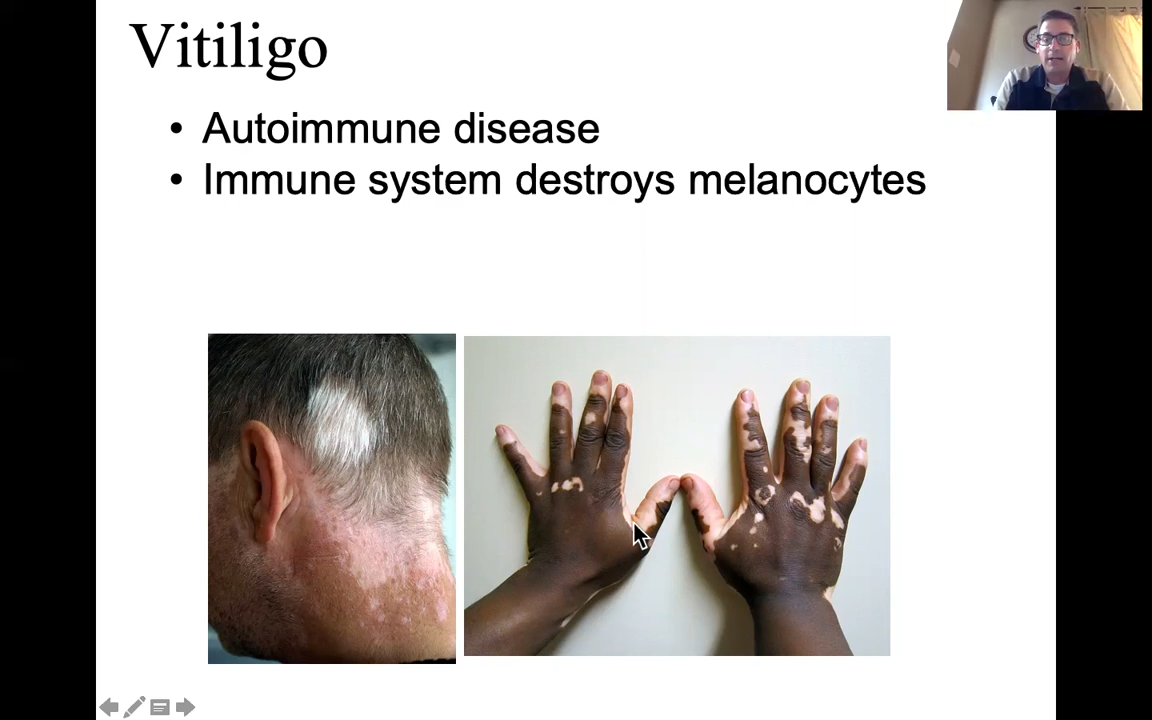 Vitiligo
• Autoimmune disease
• Immune system destroys melanocytes